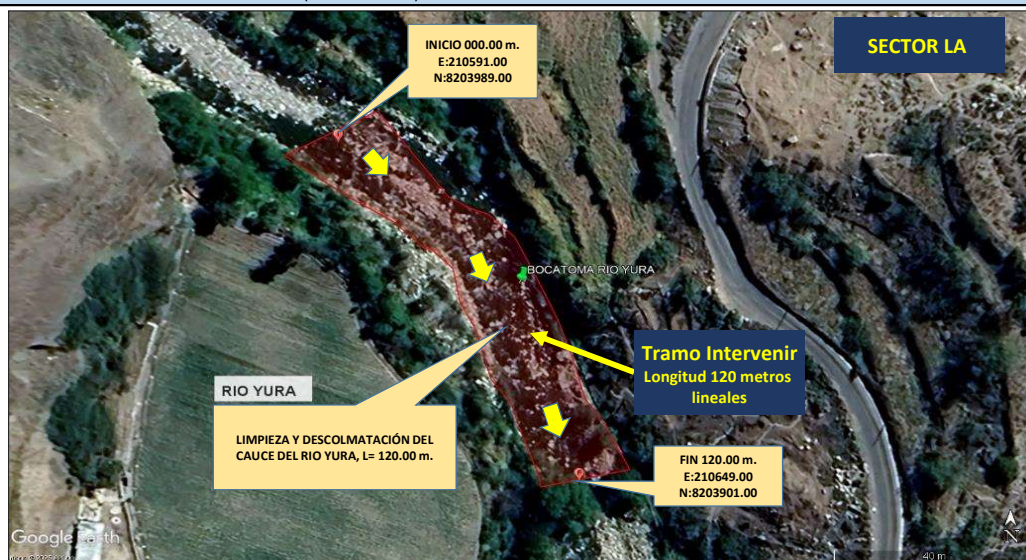 INICIO 000.00 m.
E:210591.00
N:8203989.00
SECTOR LA
BOCATOMA RIO YURA
Tramo Intervenir
Longitud 120 metros
lineales
RIO YURA
LIMPIEZA Y DESCOLMATACIÓN DEL
CAUCE DEL RIO YURA, L= 120.00 m.
FIN 120.00 m.
E:210649.00
N:8203901.00
Google Earth
N
40 m